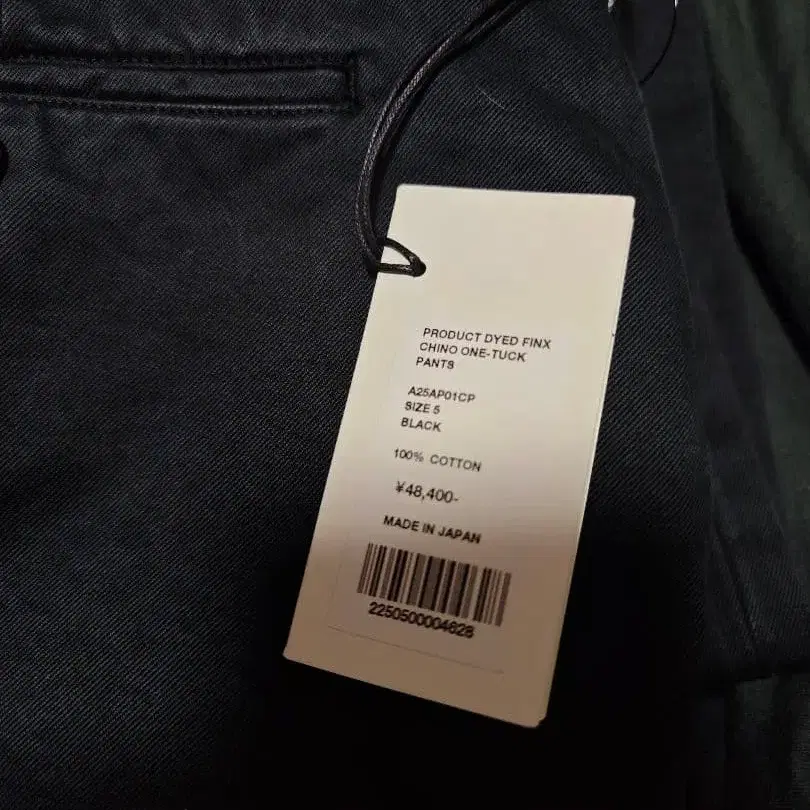 PRODUCT DYED FINX
CHINO ONE-TUCK
PANTS
A25AP01CP
SIZE 5
BLACK
100% COTTON
¥48,400-
MADE IN JAPAN
2250500004628